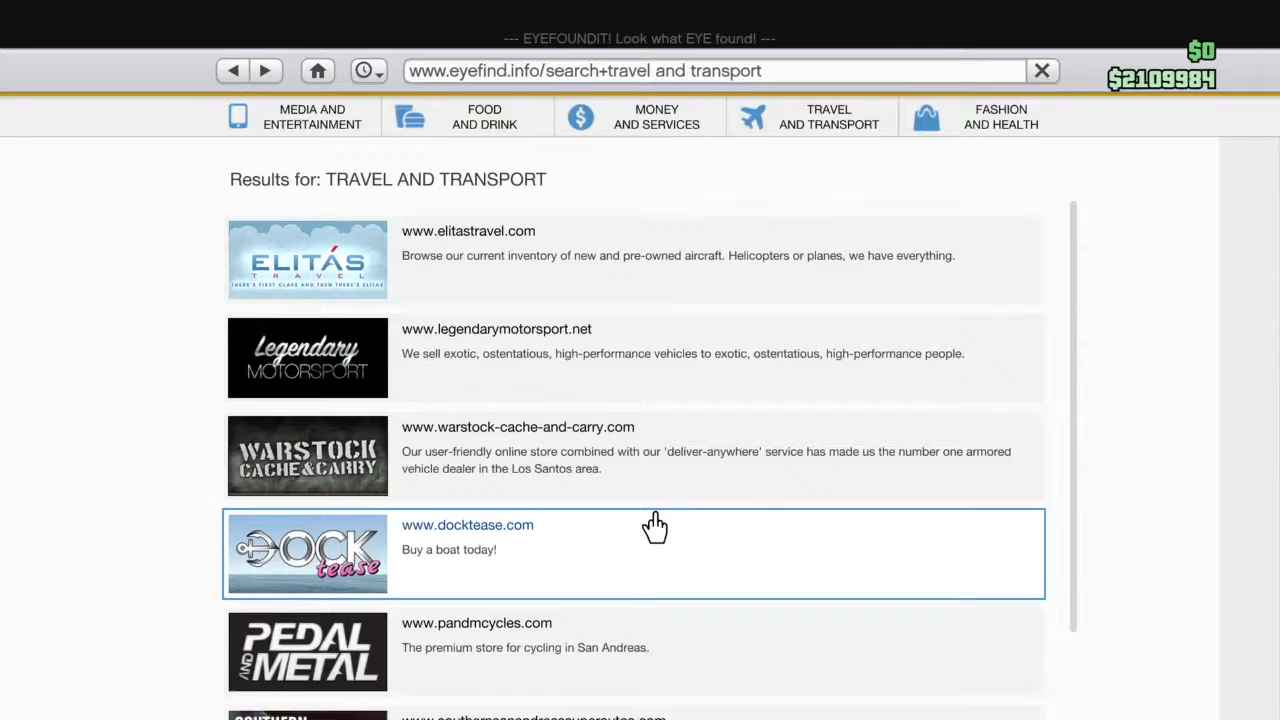 --- EYEFOUNDIT! Look what EYE found! ---
$0
www.eyefind.info/search+travel and transport
$2109984
MEDIA AND
ENTERTAINMENT
FOOD
AND DRINK
MONEY
AND SERVICES
TRAVEL
AND TRANSPORT
FASHION
AND HEALTH
Results for: TRAVEL AND TRANSPORT
ELITÁS
TRAVEL
THERE'S FIRST CLASS AND THEN THERE'S ELITÁS.
www.elitastravel.com
Browse our current inventory of new and pre-owned aircraft. Helicopters or planes, we have everything.
Legendary
MOTORSPORT
www.legendarymotorsport.net
We sell exotic, ostentatious, high-performance vehicles to exotic, ostentatious, high-performance people.
WARSTOCK
CACHE&CARRY
www.warstock-cache-and-carry.com
Our user-friendly online store combined with our 'deliver-anywhere' service has made us the number one armored
vehicle dealer in the Los Santos area.
DOCK
tease
www.docktease.com
Buy a boat today!
PEDAL
AND METAL
www.pandmcycles.com
The premium store for cycling in San Andreas.
SOUTHERN